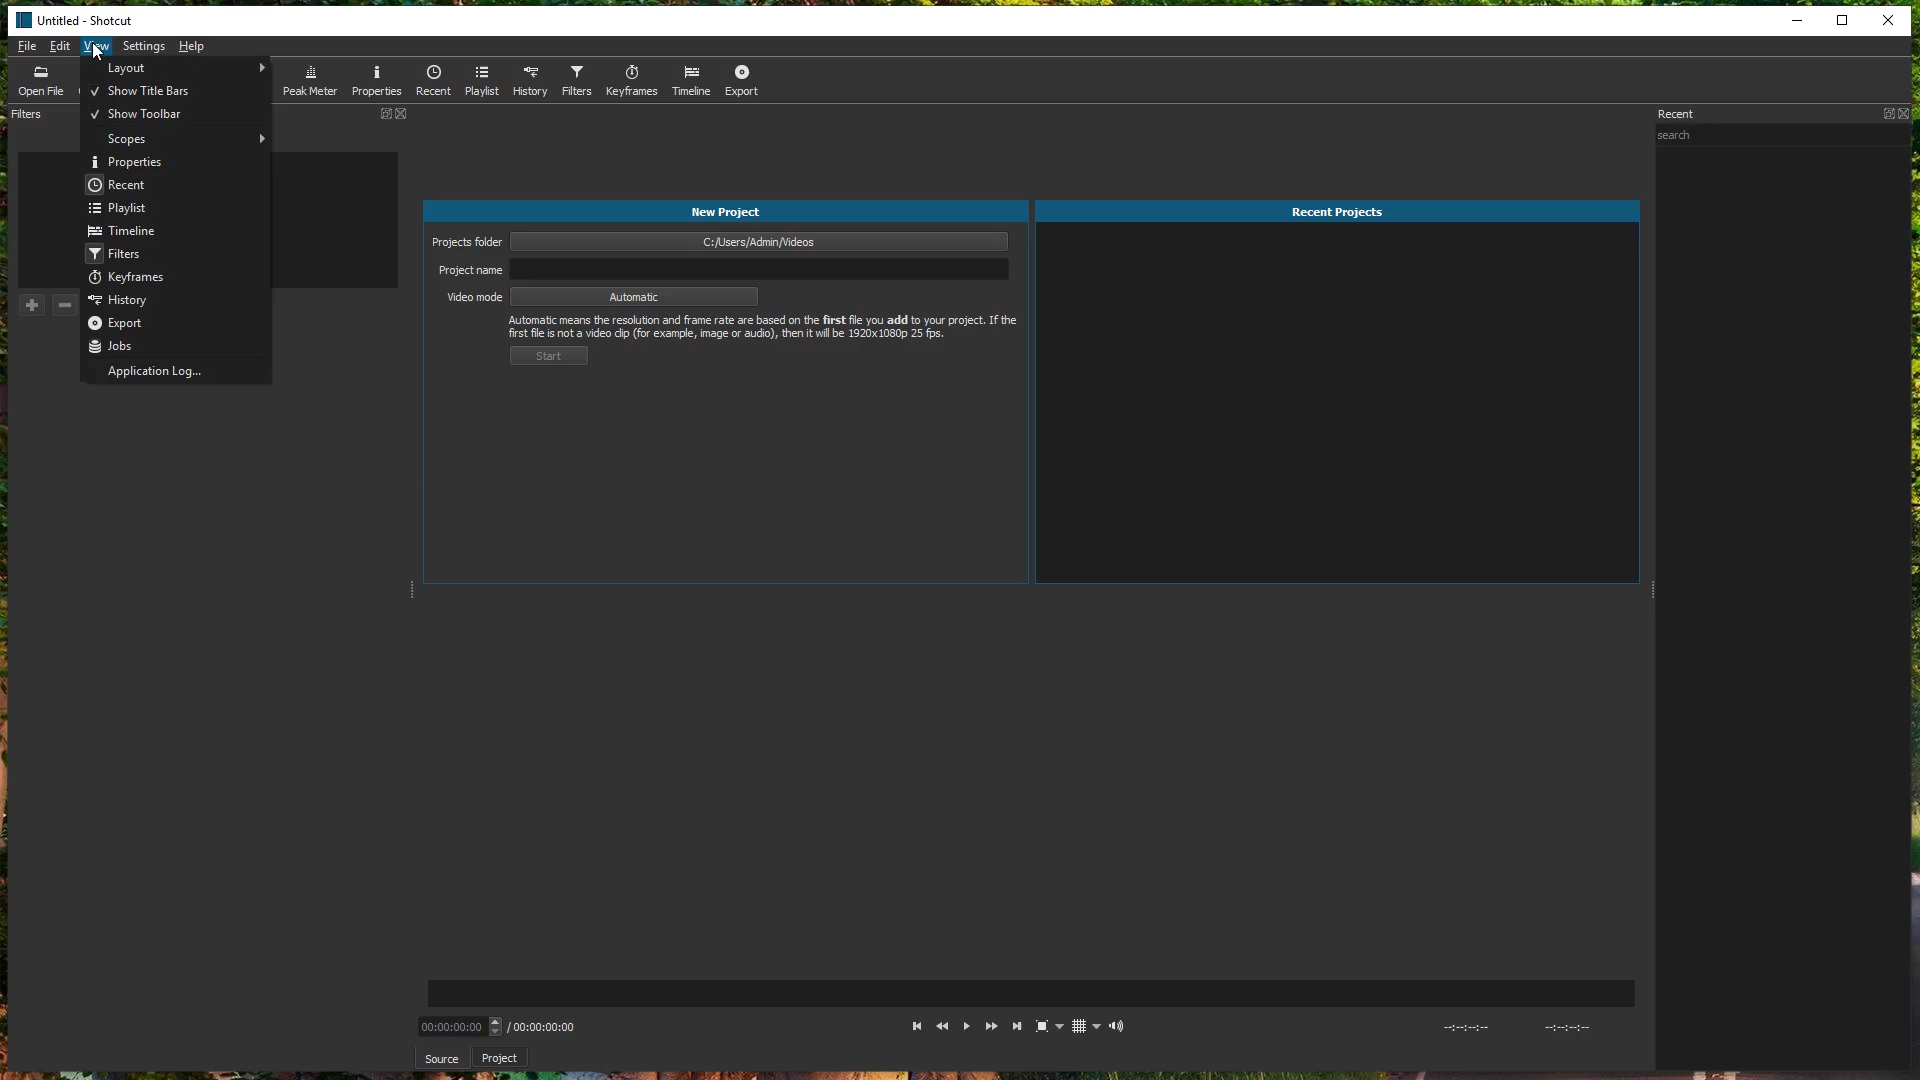 Untitled - Shotcut
File Edit View Settings Help
Open File Peak Meter Properties Recent Playlist History Filters Keyframes Timeline Export
Layout
Show Title Bars
Show Toolbar
Scopes
Properties
Recent
Playlist
Timeline
Filters
Keyframes
History
Export
Jobs
Application Log...
Filters
Recent
search
New Project
Projects folder C:/Users/Admin/Videos
Project name
Video mode Automatic
Automatic means the resolution and frame rate are based on the first file you add to your project. If the
first file is not a video clip (for example, image or audio), then it will be 1920x1080p 25 fps.
Start
Recent Projects
00:00:00:00 / 00:00:00:00
--:--:--:-- --:--:--:--
Source Project